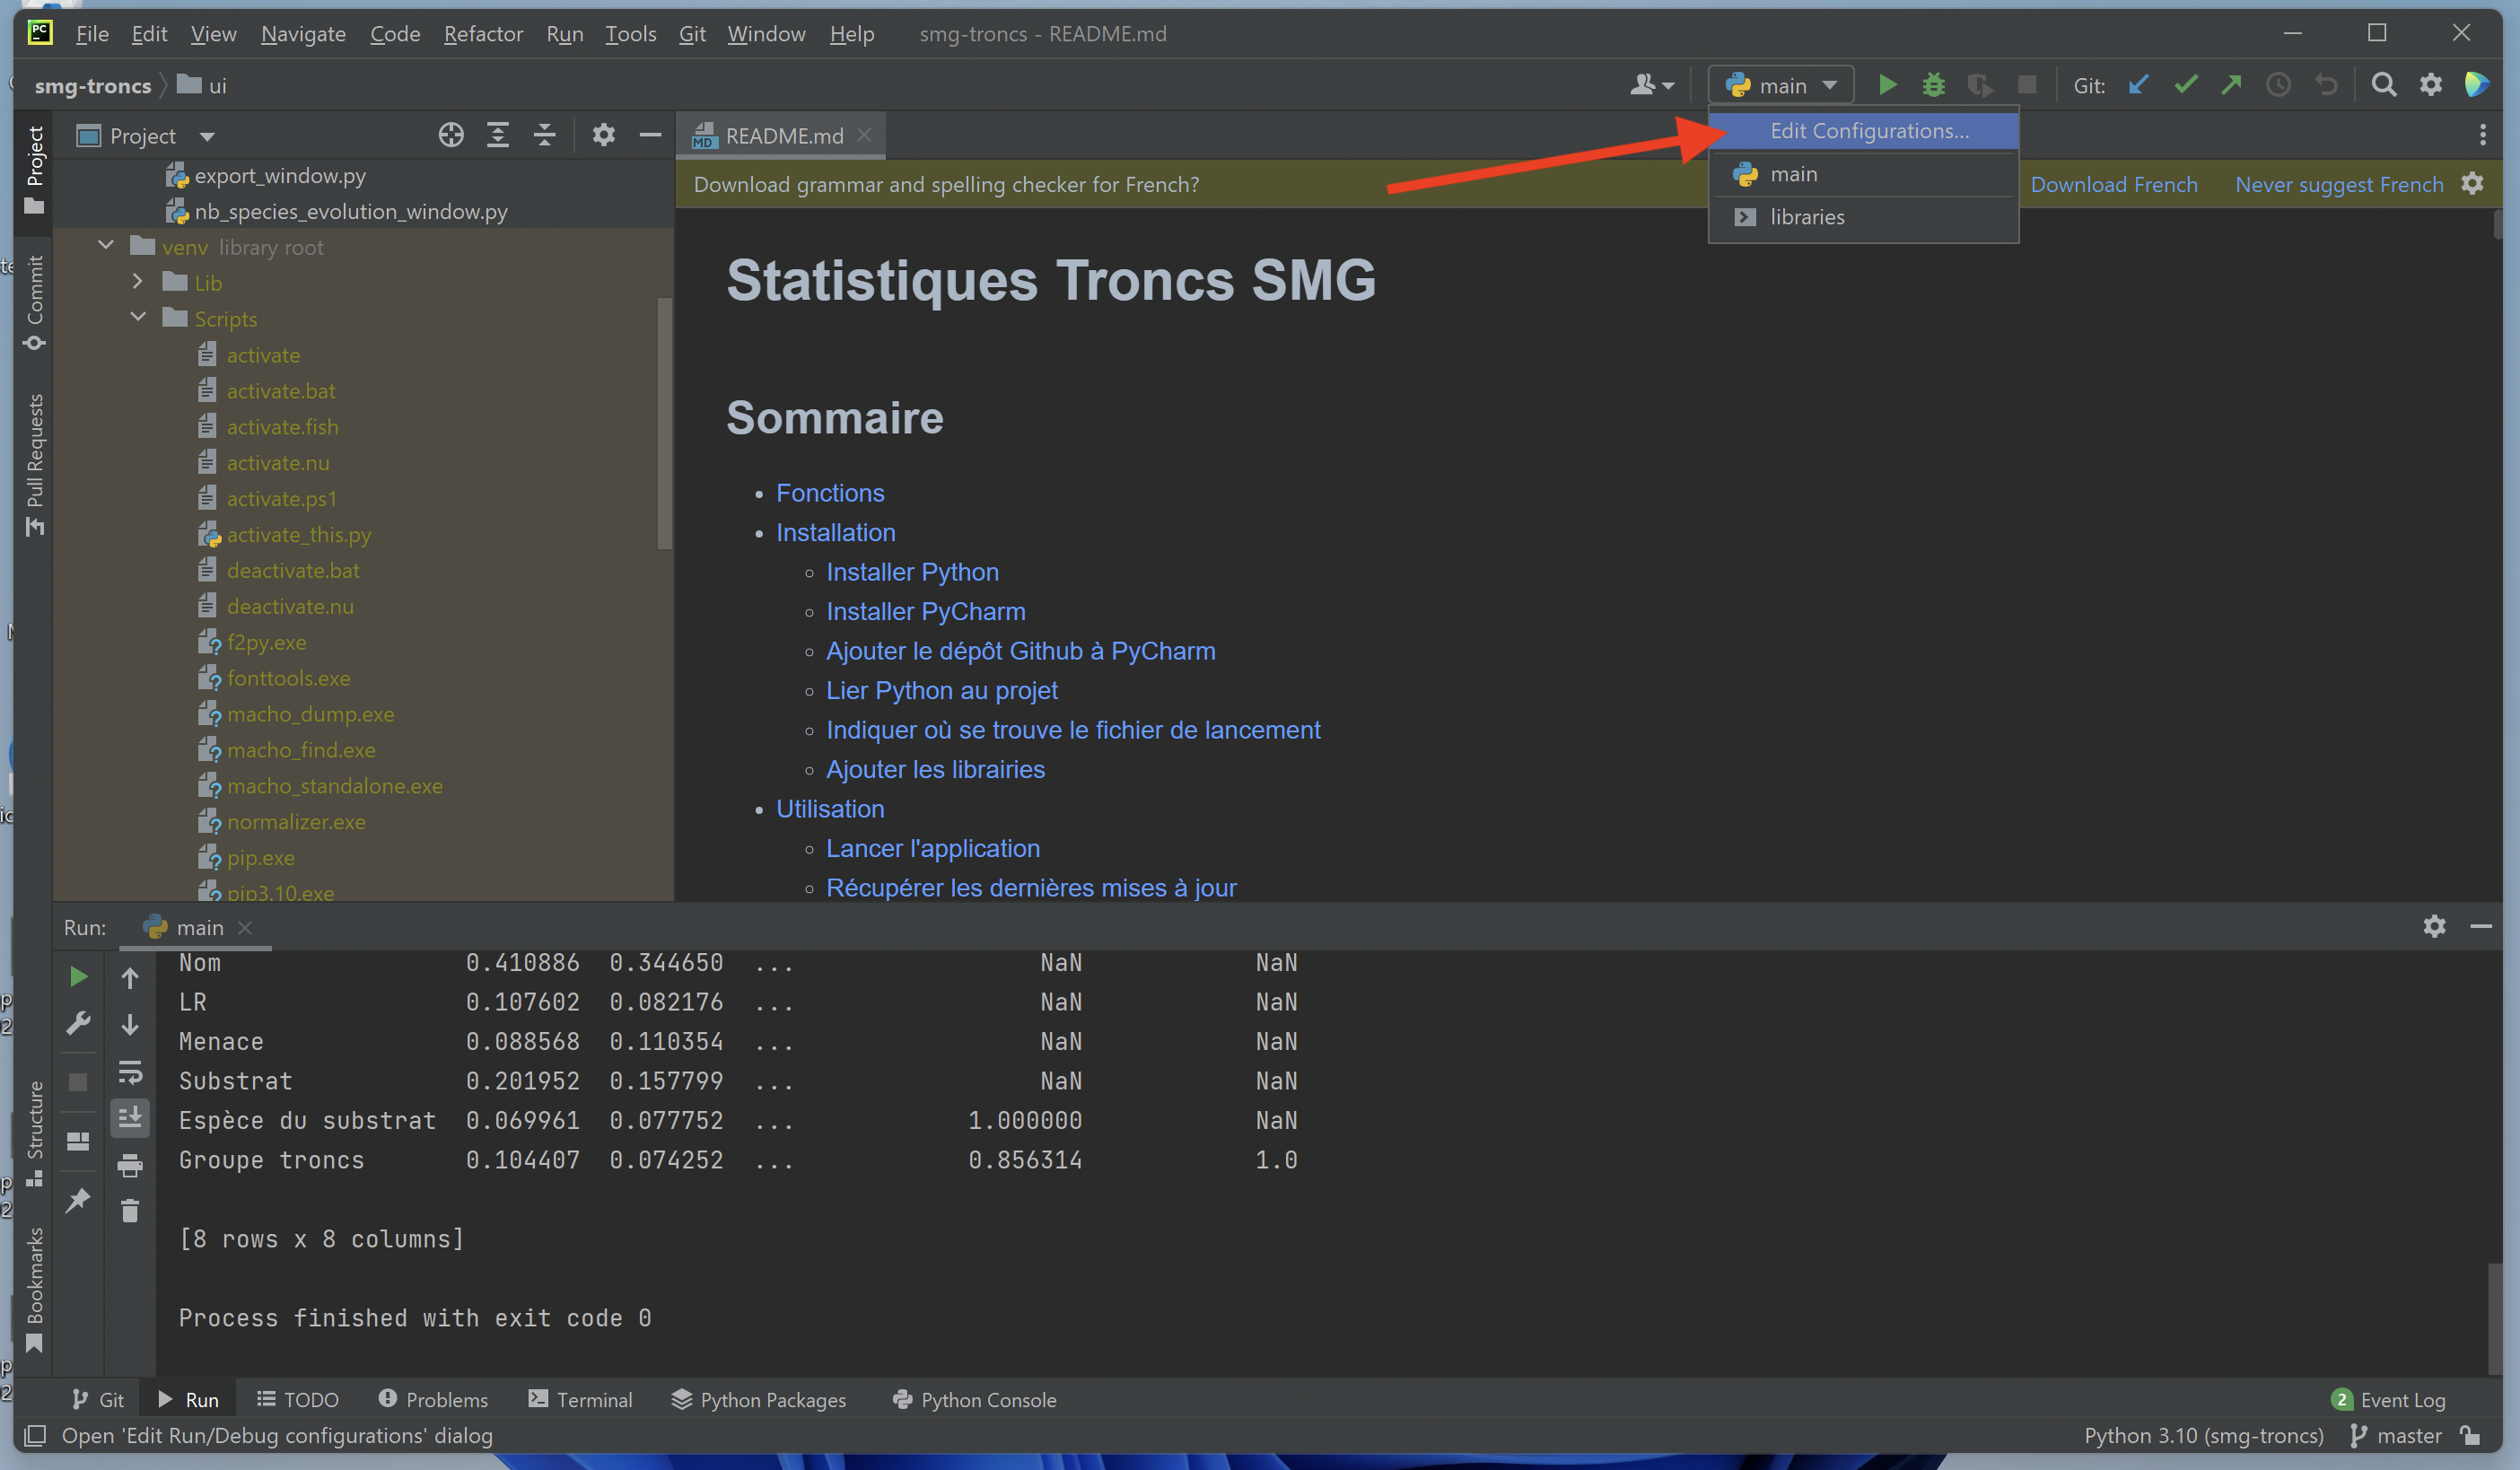 PC
File Edit View Navigate Code Refactor Run Tools Git Window Help smg-troncs - README.md
smg-troncs ui
main
Git:
Project
README.md
Edit Configurations...
main
libraries
Download grammar and spelling checker for French?
Download French Never suggest French
Project
Commit
Pull Requests
Structure
Bookmarks
export_window.py
nb_species_evolution_window.py
venv library root
Lib
Scripts
activate
activate.bat
activate.fish
activate.nu
activate.ps1
activate_this.py
deactivate.bat
deactivate.nu
f2py.exe
fonttools.exe
macho_dump.exe
macho_find.exe
macho_standalone.exe
normalizer.exe
pip.exe
pip3.10.exe
Statistiques Troncs SMG
Sommaire
Fonctions
Installation
Installer Python
Installer PyCharm
Ajouter le dépôt Github à PyCharm
Lier Python au projet
Indiquer où se trouve le fichier de lancement
Ajouter les librairies
Utilisation
Lancer l'application
Récupérer les dernières mises à jour
Run: main
Nom 0.410886 0.344650 ... NaN NaN
LR 0.107602 0.082176 ... NaN NaN
Menace 0.088568 0.110354 ... NaN NaN
Substrat 0.201952 0.157799 ... NaN NaN
Espèce du substrat 0.069961 0.077752 ... 1.000000 NaN
Groupe troncs 0.104407 0.074252 ... 0.856314 1.0
[8 rows x 8 columns]
Process finished with exit code 0
Git Run TODO Problems Terminal Python Packages Python Console 2 Event Log
Open 'Edit Run/Debug configurations' dialog Python 3.10 (smg-troncs) master